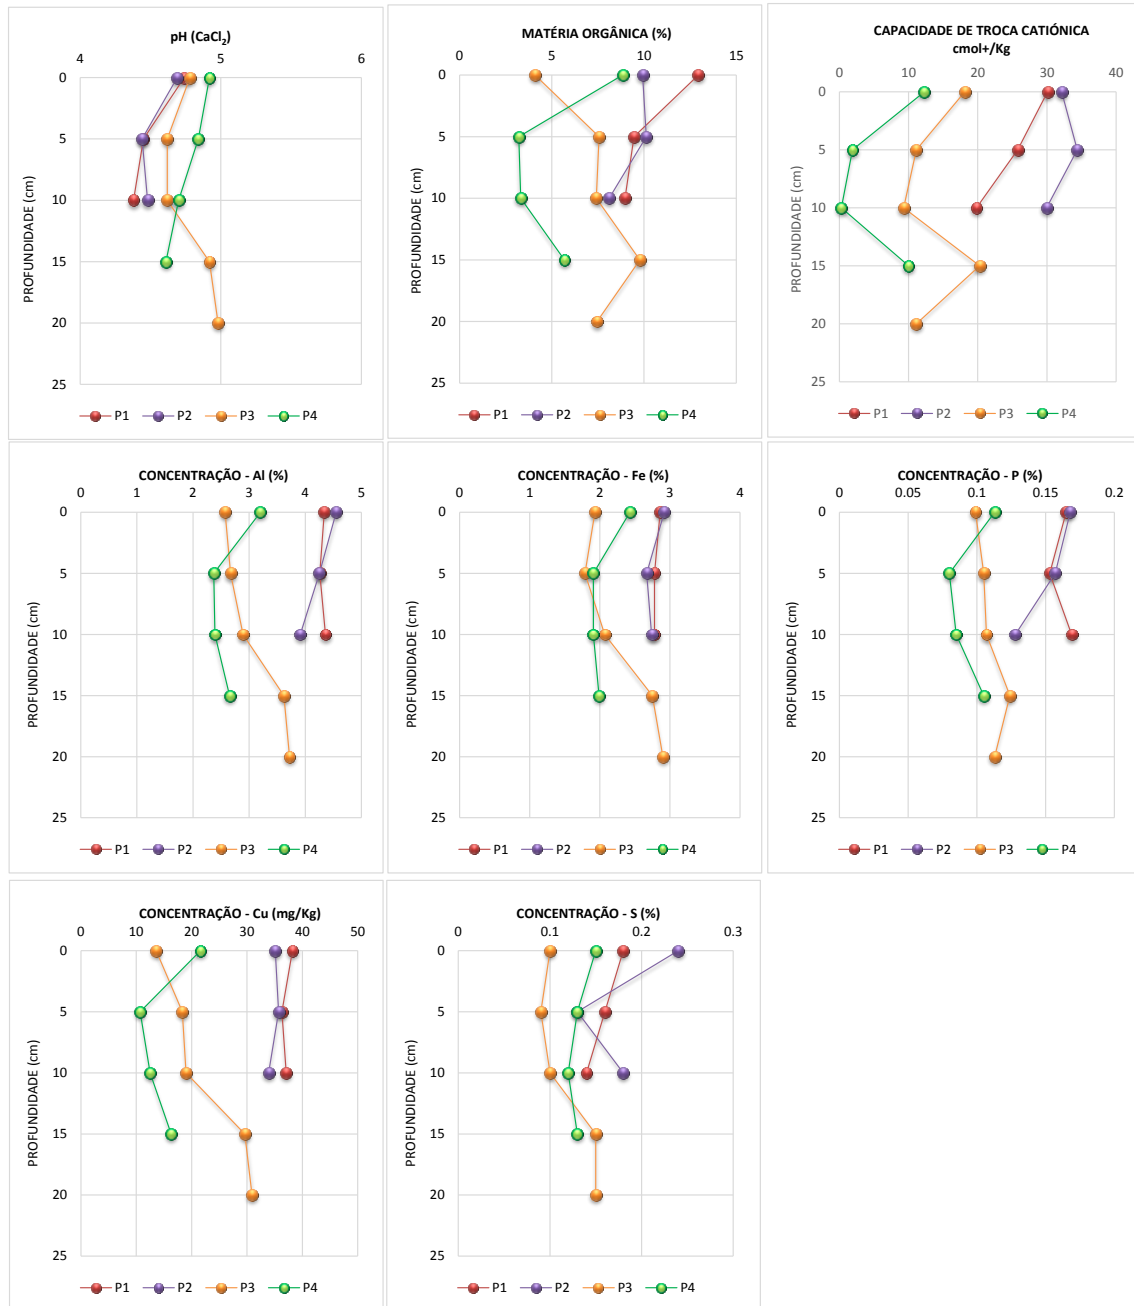 pH (CaCl₂)
4 5 6
0
5
10
15
20
25
PROFUNDIDADE (cm)
P1 P2 P3 P4
MATÉRIA ORGÂNICA (%)
0 5 10 15
0
5
10
15
20
25
PROFUNDIDADE (cm)
P1 P2 P3 P4
CAPACIDADE DE TROCA CATIÓNICA
cmol+/Kg
0 10 20 30 40
0
5
10
15
20
25
PROFUNDIDADE (cm)
P1 P2 P3 P4
CONCENTRAÇÃO - Al (%)
0 1 2 3 4 5
0
5
10
15
20
25
PROFUNDIDADE (cm)
P1 P2 P3 P4
CONCENTRAÇÃO - Fe (%)
0 1 2 3 4
0
5
10
15
20
25
PROFUNDIDADE (cm)
P1 P2 P3 P4
CONCENTRAÇÃO - P (%)
0 0.05 0.1 0.15 0.2
0
5
10
15
20
25
PROFUNDIDADE (cm)
P1 P2 P3 P4
CONCENTRAÇÃO - Cu (mg/Kg)
0 10 20 30 40 50
0
5
10
15
20
25
PROFUNDIDADE (cm)
P1 P2 P3 P4
CONCENTRAÇÃO - S (%)
0 0.1 0.2 0.3
0
5
10
15
20
25
PROFUNDIDADE (cm)
P1 P2 P3 P4